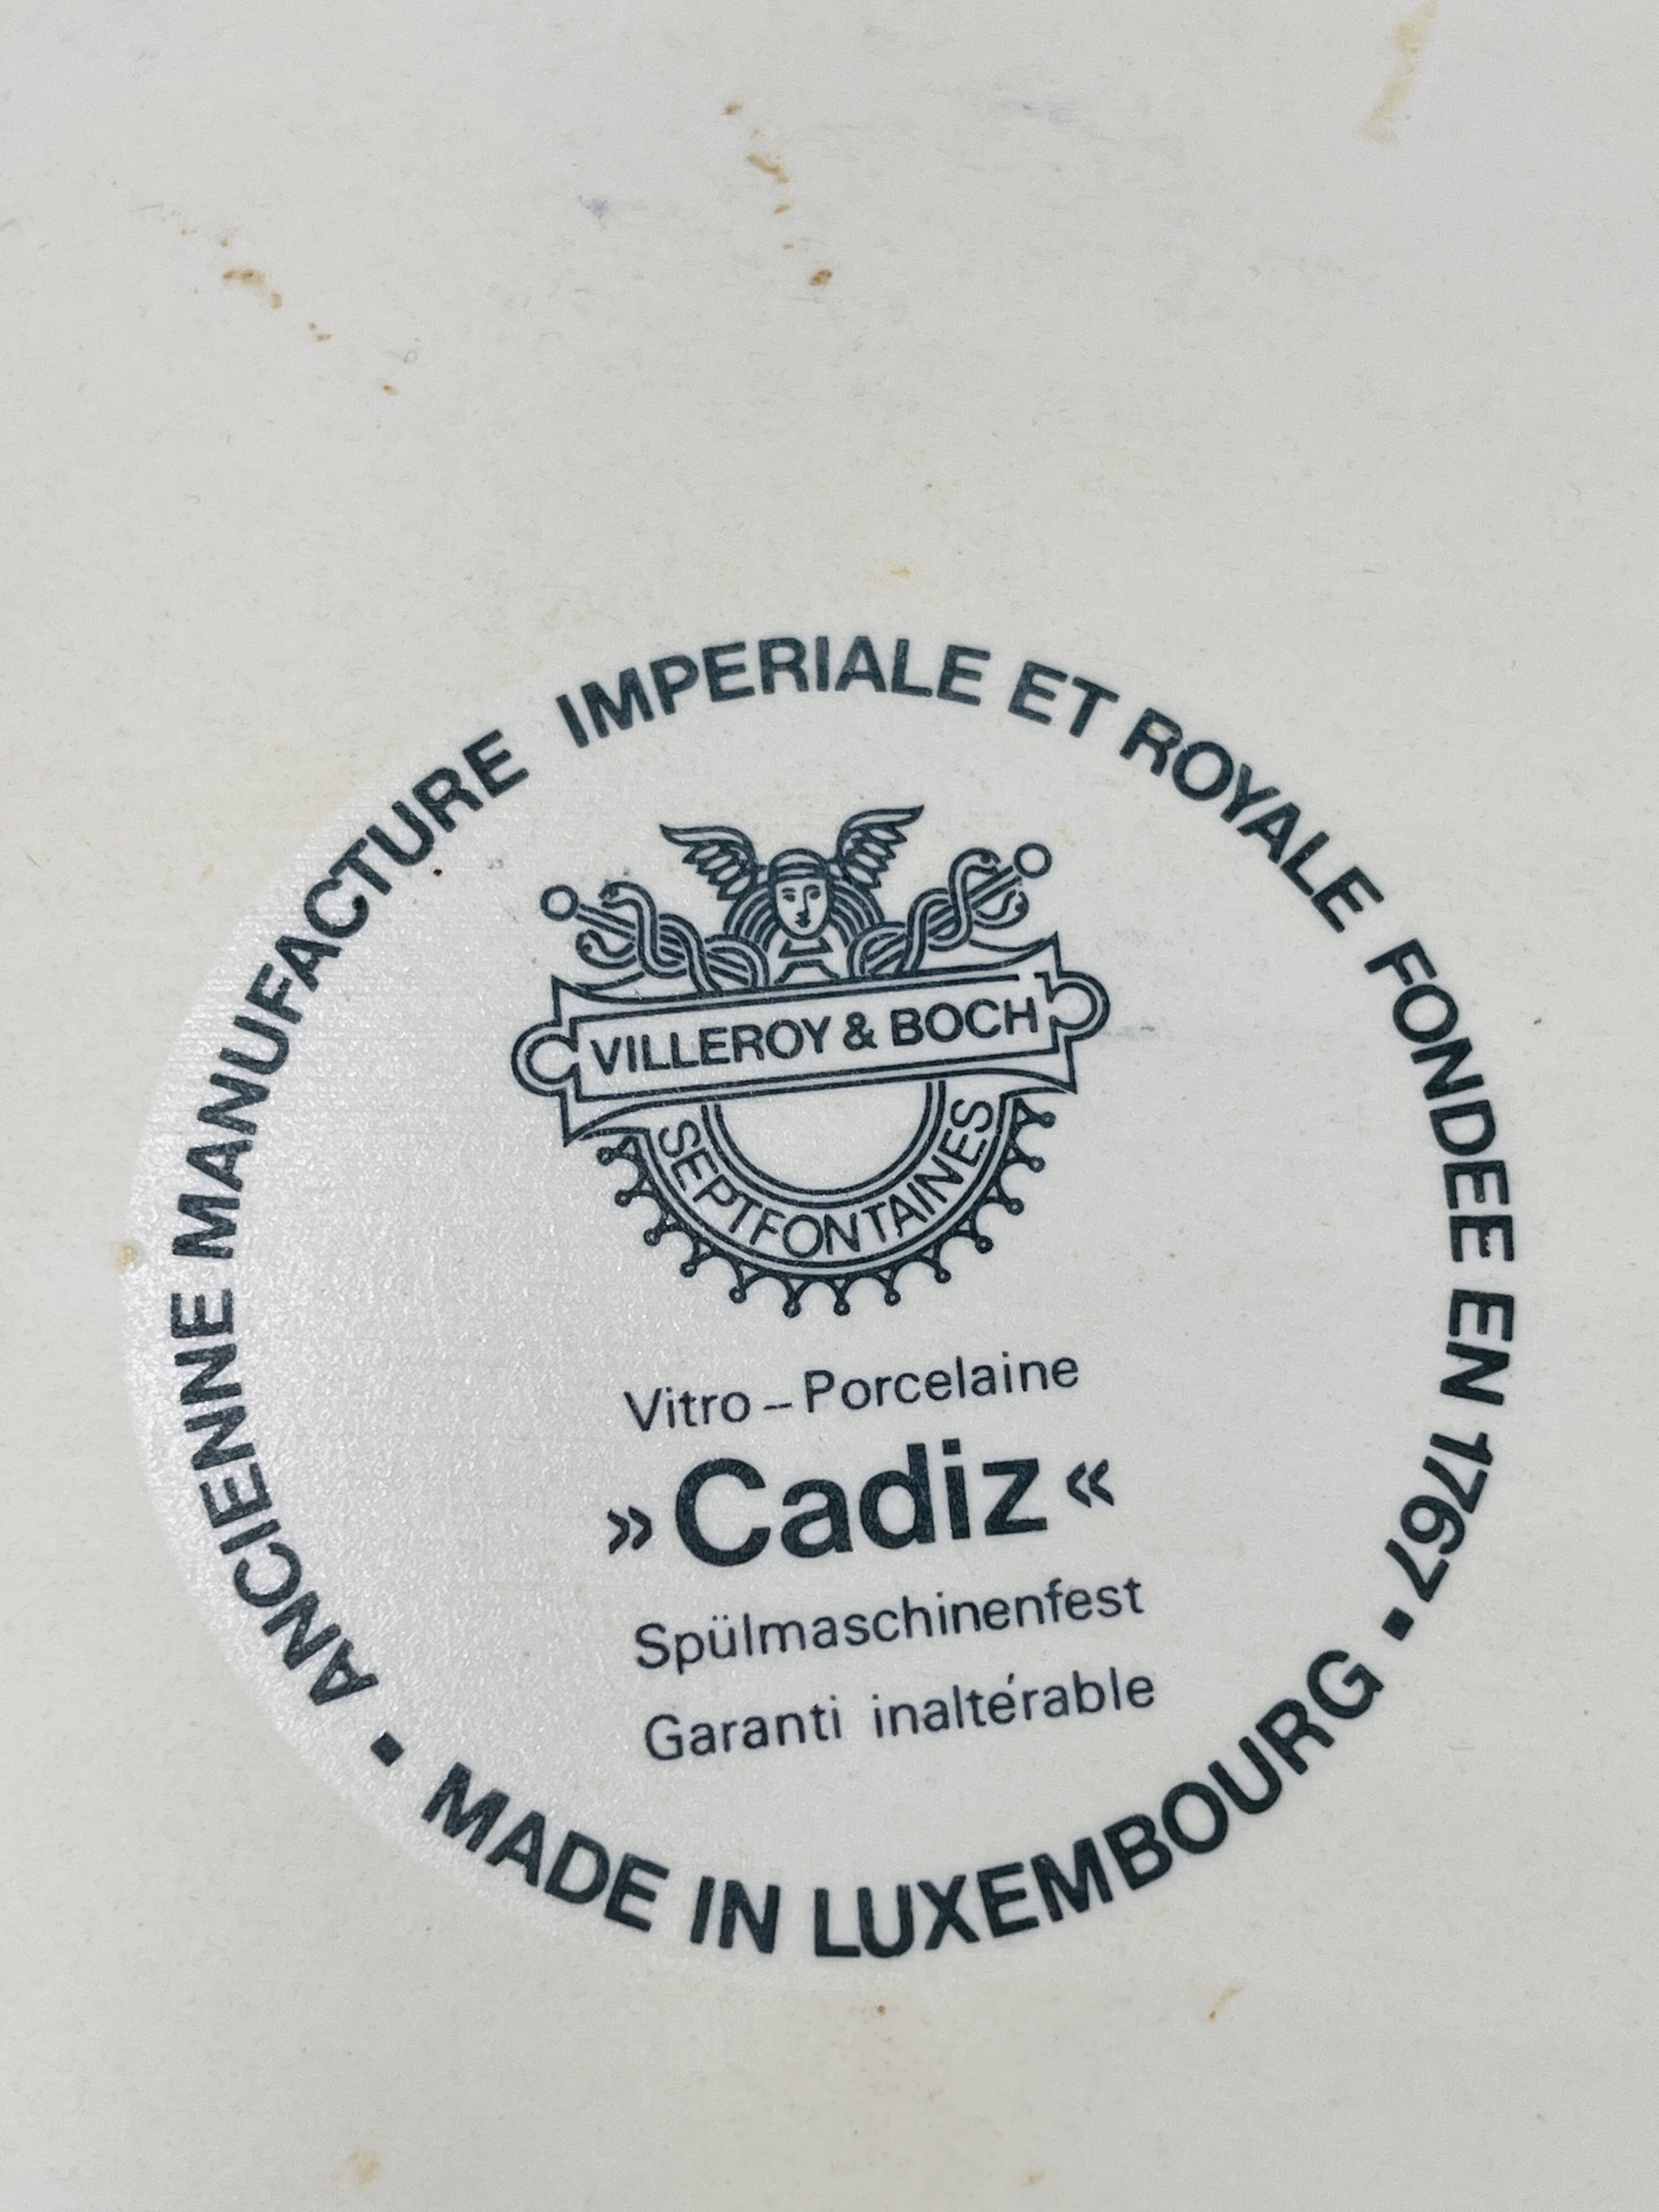 ANCIENNE MANUFACTURE IMPERIALE ET ROYALE FONDEE EN 1767 •
VILLEROY & BOCH
SEPTFONTAINES
Vitro – Porcelaine
»Cadiz«
Spülmaschinenfest
Garanti inaltérable
MADE IN LUXEMBOURG •